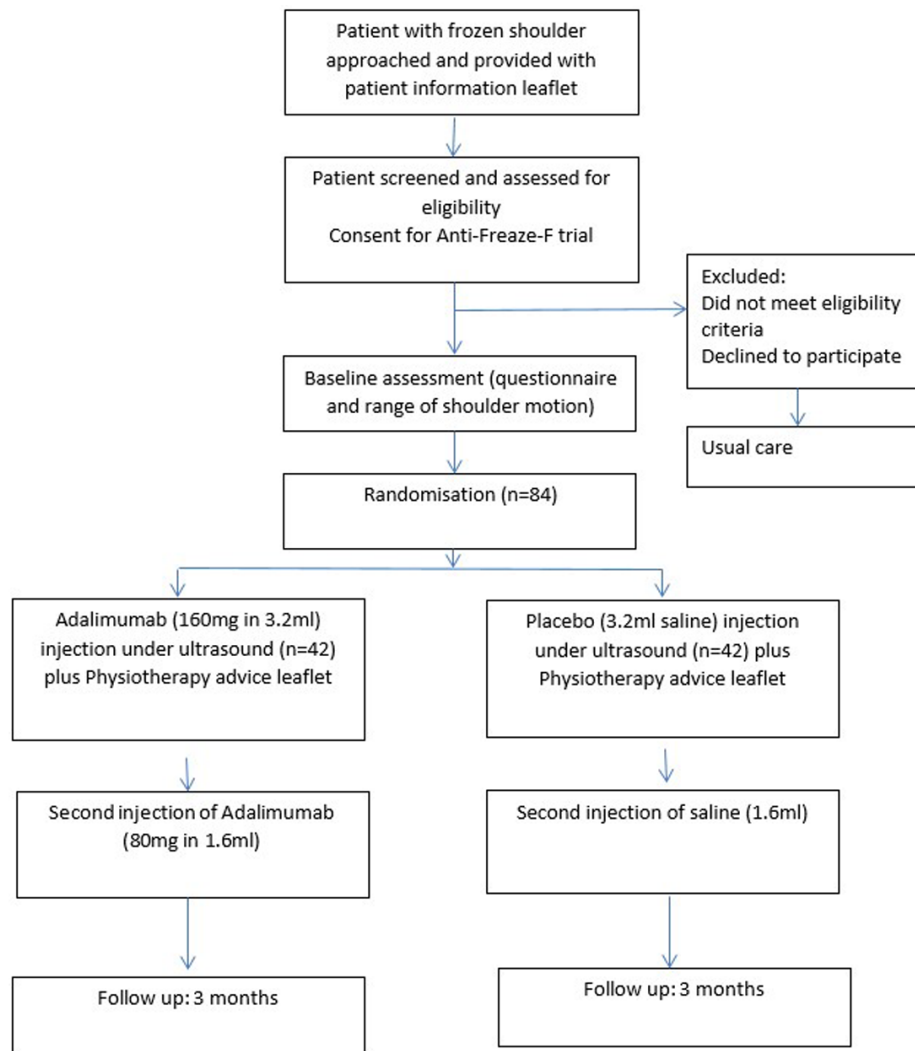 Patient with frozen shoulder
approached and provided with
patient information leaflet
Patient screened and assessed for
eligibility
Consent for Anti-Freaze-F trial
Excluded:
Did not meet eligibility
criteria
Declined to participate
Usual care
Baseline assessment (questionnaire
and range of shoulder motion)
Randomisation (n=84)
Adalimumab (160mg in 3.2ml)
injection under ultrasound (n=42)
plus Physiotherapy advice leaflet
Placebo (3.2ml saline) injection
under ultrasound (n=42) plus
Physiotherapy advice leaflet
Second injection of Adalimumab
(80mg in 1.6ml)
Second injection of saline (1.6ml)
Follow up: 3 months
Follow up: 3 months